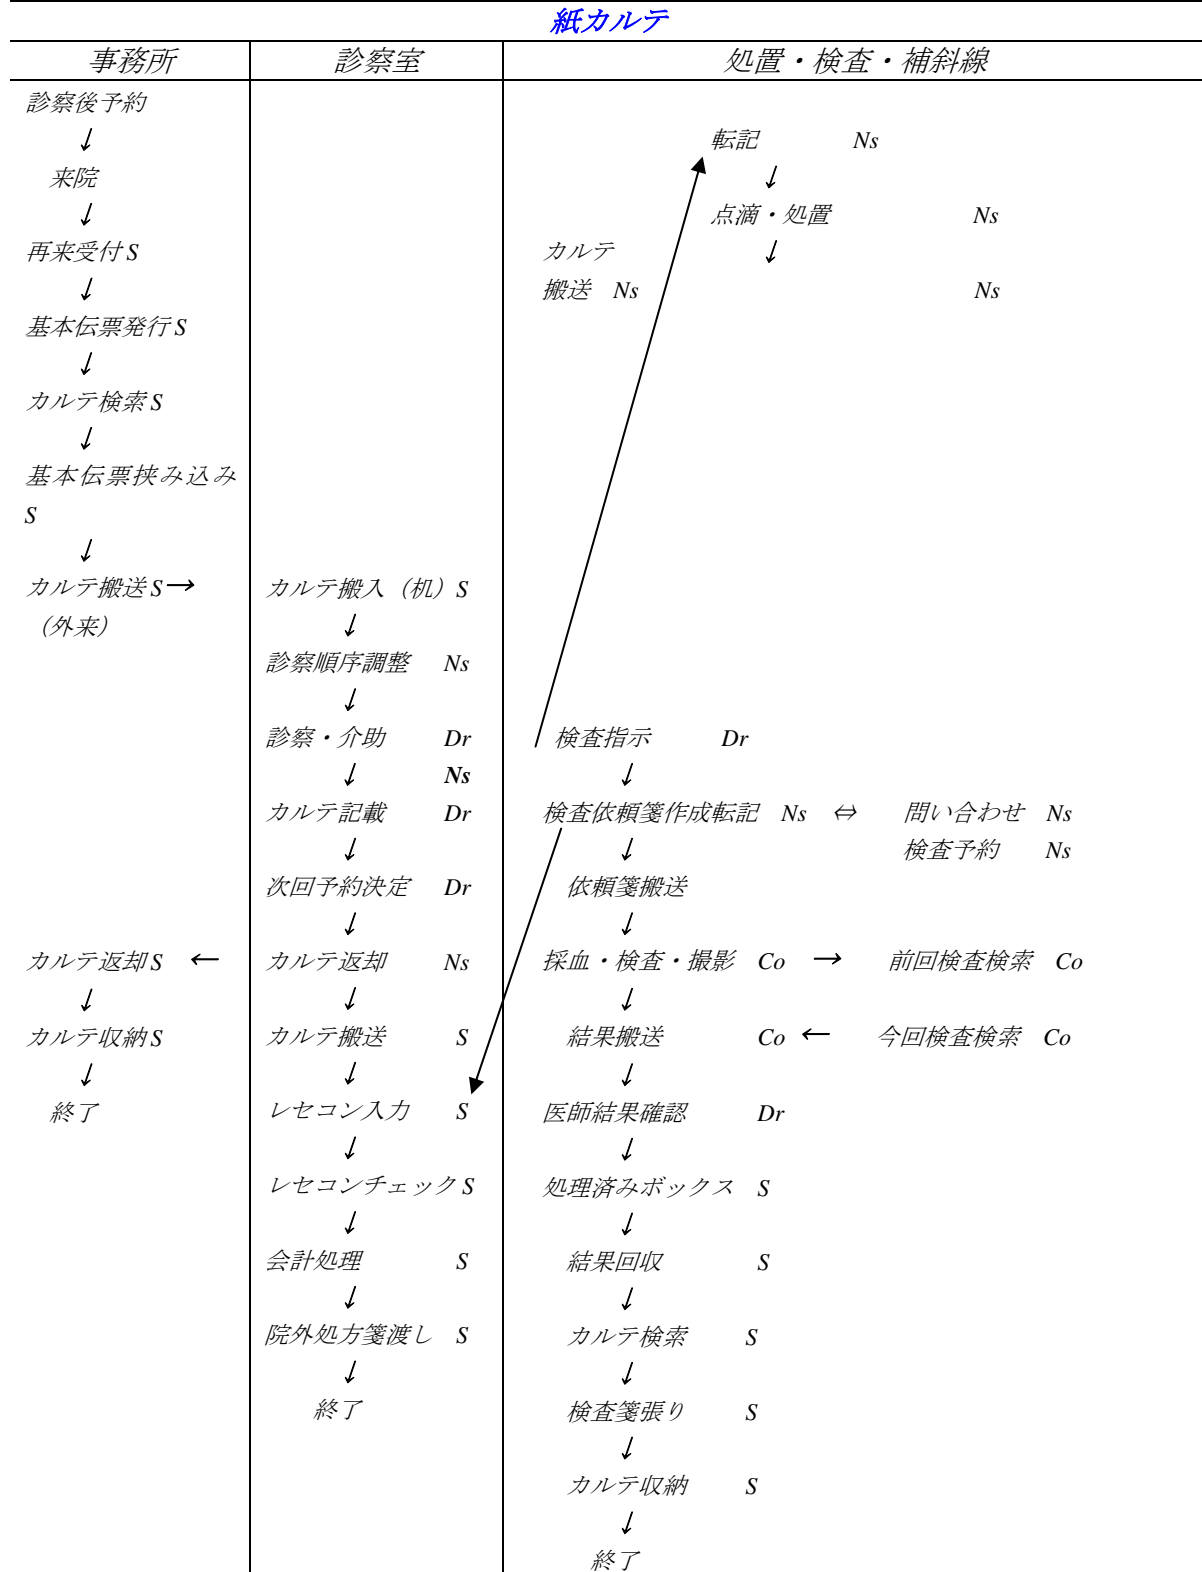 紙カルテ
事務所 診察室 処置・検査・補斜線
診察後予約
↓ 転記 Ns
来院 ↓
↓ 点滴・処置 Ns
再来受付S カルテ ↓
↓ 搬送 Ns Ns
基本伝票発行S
↓
カルテ検索S
↓
基本伝票挟み込み
S
↓
カルテ搬送S→ カルテ搬入(机)S
(外来) ↓
診察順序調整 Ns
↓
診察・介助 Dr 検査指示 Dr
↓ Ns ↓
カルテ記載 Dr 検査依頼箋作成転記 Ns ⇔ 問い合わせ Ns
↓ ↓ 検査予約 Ns
次回予約決定 Dr 依頼箋搬送
↓ ↓
カルテ返却S ← カルテ返却 Ns 採血・検査・撮影 Co → 前回検査検索 Co
↓ ↓ ↓
カルテ収納S カルテ搬送 S 結果搬送 Co ← 今回検査検索 Co
↓ ↓ ↓
終了 レセコン入力 S 医師結果確認 Dr
↓ ↓
レセコンチェックS 処理済みボックス S
↓ ↓
会計処理 S 結果回収 S
↓ ↓
院外処方箋渡し S カルテ検索 S
↓ ↓
終了 検査箋張り S
↓
カルテ収納 S
↓
終了